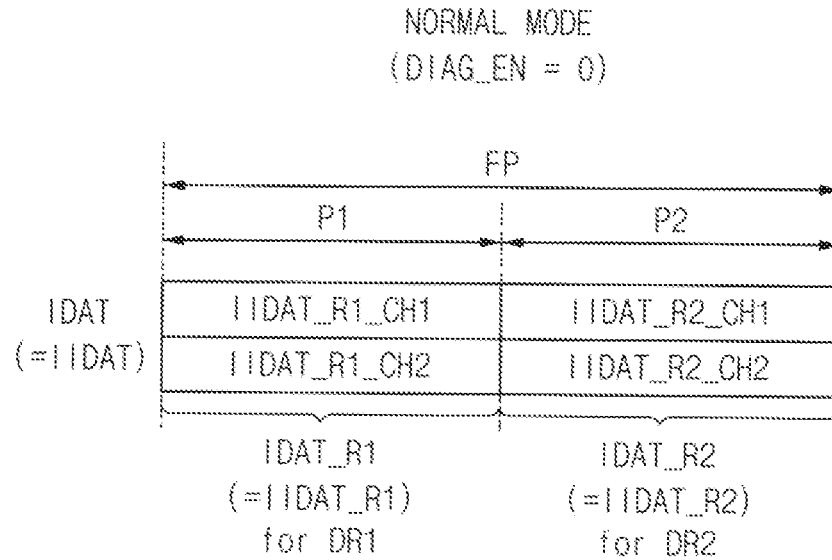 NORMAL MODE
(DIAG_EN = 0)
FP
P1 P2
IDAT
(=IIDAT)
IIDAT_R1_CH1 IIDAT_R2_CH1
IIDAT_R1_CH2 IIDAT_R2_CH2
IDAT_R1
(=IIDAT_R1)
for DR1
IDAT_R2
(=IIDAT_R2)
for DR2